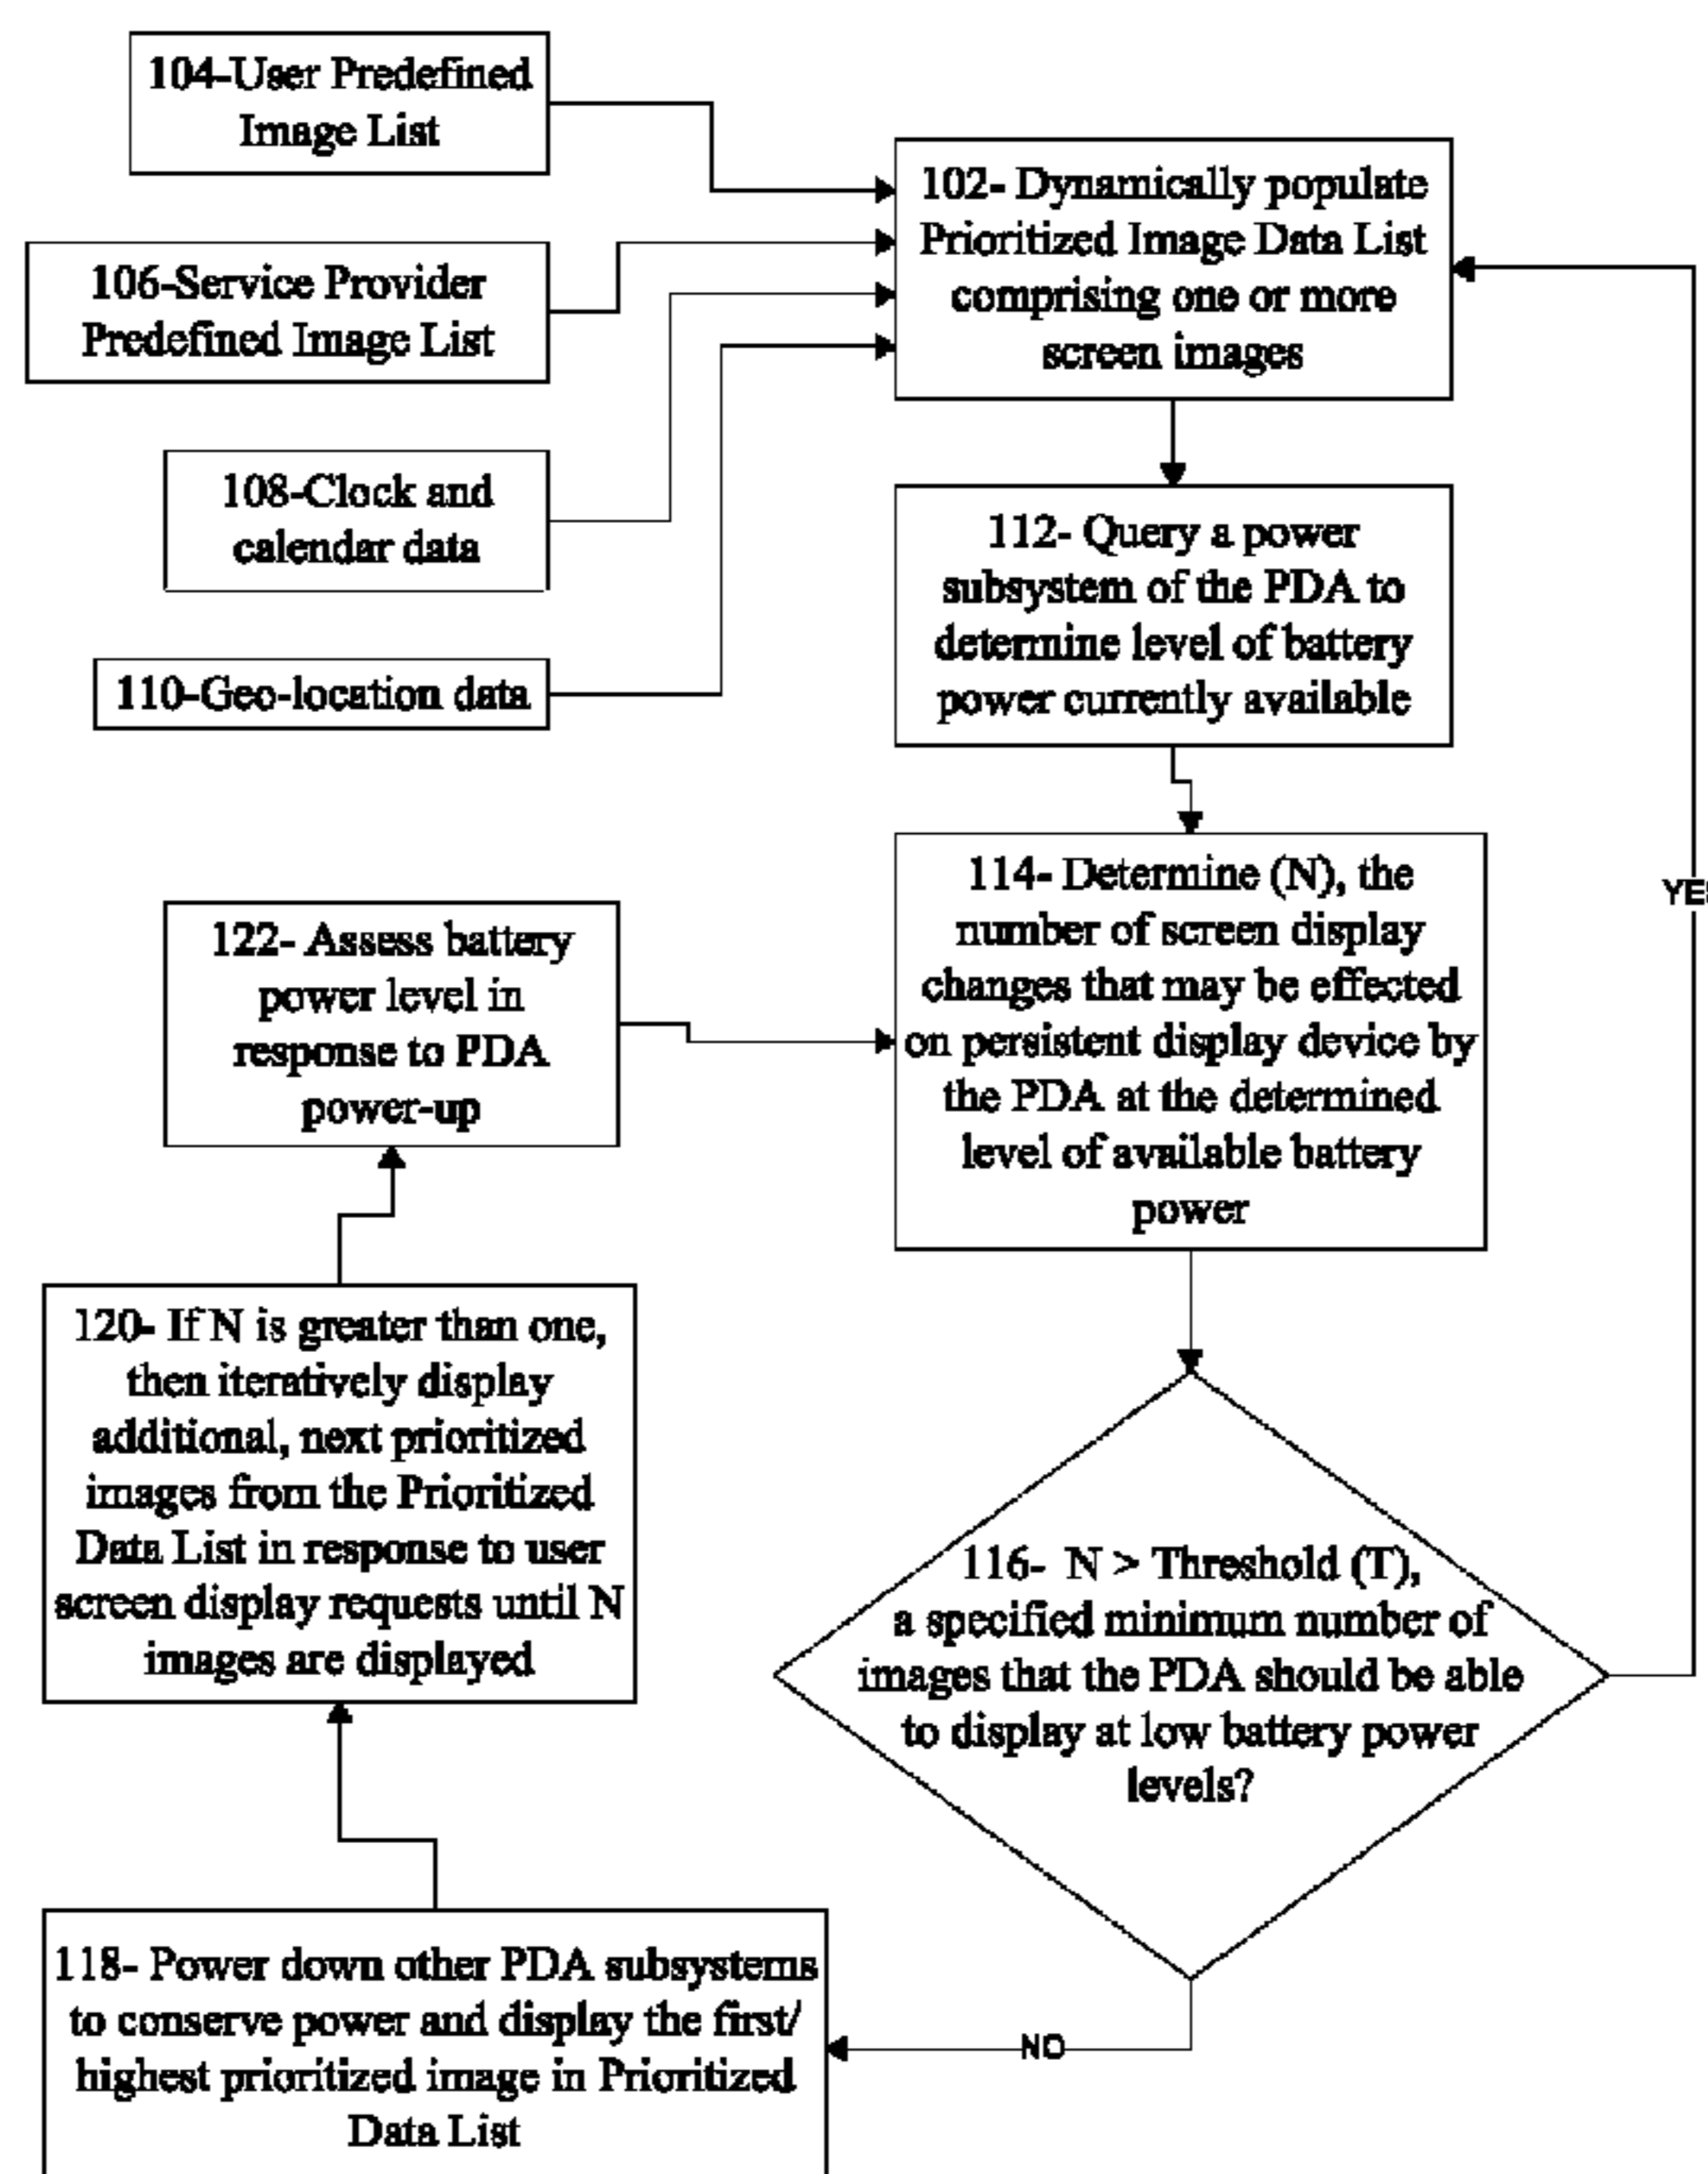 104-User Predefined
Image List
102- Dynamically populate
Prioritized Image Data List
comprising one or more
screen images
106-Service Provider
Predefined Image List
108-Clock and
calendar data
112- Query a power
subsystem of the PDA to
determine level of battery
power currently available
110-Geo-location data
114- Determine (N), the
number of screen display
changes that may be effected
on persistent display device by
the PDA at the determined
level of available battery
power
YES
122- Assess battery
power level in
response to PDA
power-up
120- If N is greater than one,
then iteratively display
additional, next prioritized
images from the Prioritized
Data List in response to user
screen display requests until N
images are displayed
116- N > Threshold (T),
a specified minimum number of
images that the PDA should be able
to display at low battery power
levels?
NO
118- Power down other PDA subsystems
to conserve power and display the first/
highest prioritized image in Prioritized
Data List